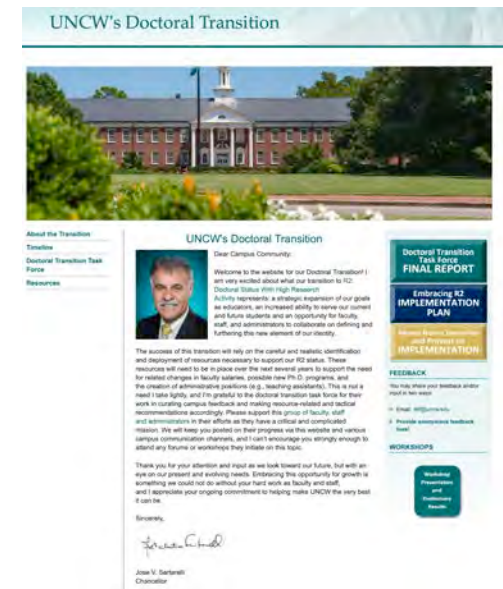 UNCW's Doctoral Transition
About the Transition
Timeline
Doctoral Transition Task
Force
Resources
UNCW's Doctoral Transition
Dear Campus Community:
Welcome to the website for our Doctoral Transition! I
am very excited about what our transition to R2:
Doctoral Status With High Research
Activity represents: a strategic expansion of our goals
as educators, an increased ability to serve our current
and future students and an opportunity for faculty,
staff, and administrators to collaborate on defining and
furthering this new element of our identity.
The success of this transition will rely on the careful and realistic identification
and deployment of resources necessary to support our R2 status. These
resources will need to be in place over the next several years to support the need
for related changes in faculty salaries, possible new Ph.D. programs, and
the creation of administrative positions (e.g., teaching assistants). This is not a
need I take lightly, and I'm grateful to the doctoral transition task force for their
work in curating campus feedback and making resource-related and tactical
recommendations accordingly. Please support this group of faculty, staff
and administrators in their efforts as they have a critical and complicated
mission. We will keep you posted on their progress via this website and various
campus communication channels, and I can't encourage you strongly enough to
attend any forums or workshops they initiate on this topic.
Thank you for your attention and input as we look toward our future, but with an
eye on our present and evolving needs. Embracing this opportunity for growth is
something we could not do without your hard work as faculty and staff,
and I appreciate your ongoing commitment to helping make UNCW the very best
it can be.
Sincerely,
Jose V. Sartarelli
Chancellor
Doctoral Transition
Task Force
FINAL REPORT
Embracing R2
IMPLEMENTATION
PLAN
IMPLEMENTATION
FEEDBACK
You may share your feedback and/or
input in two ways:
Email:
Provide anonymous feedback
here!
WORKSHOPS
Workshop
Presentation
and
Preliminary
Results